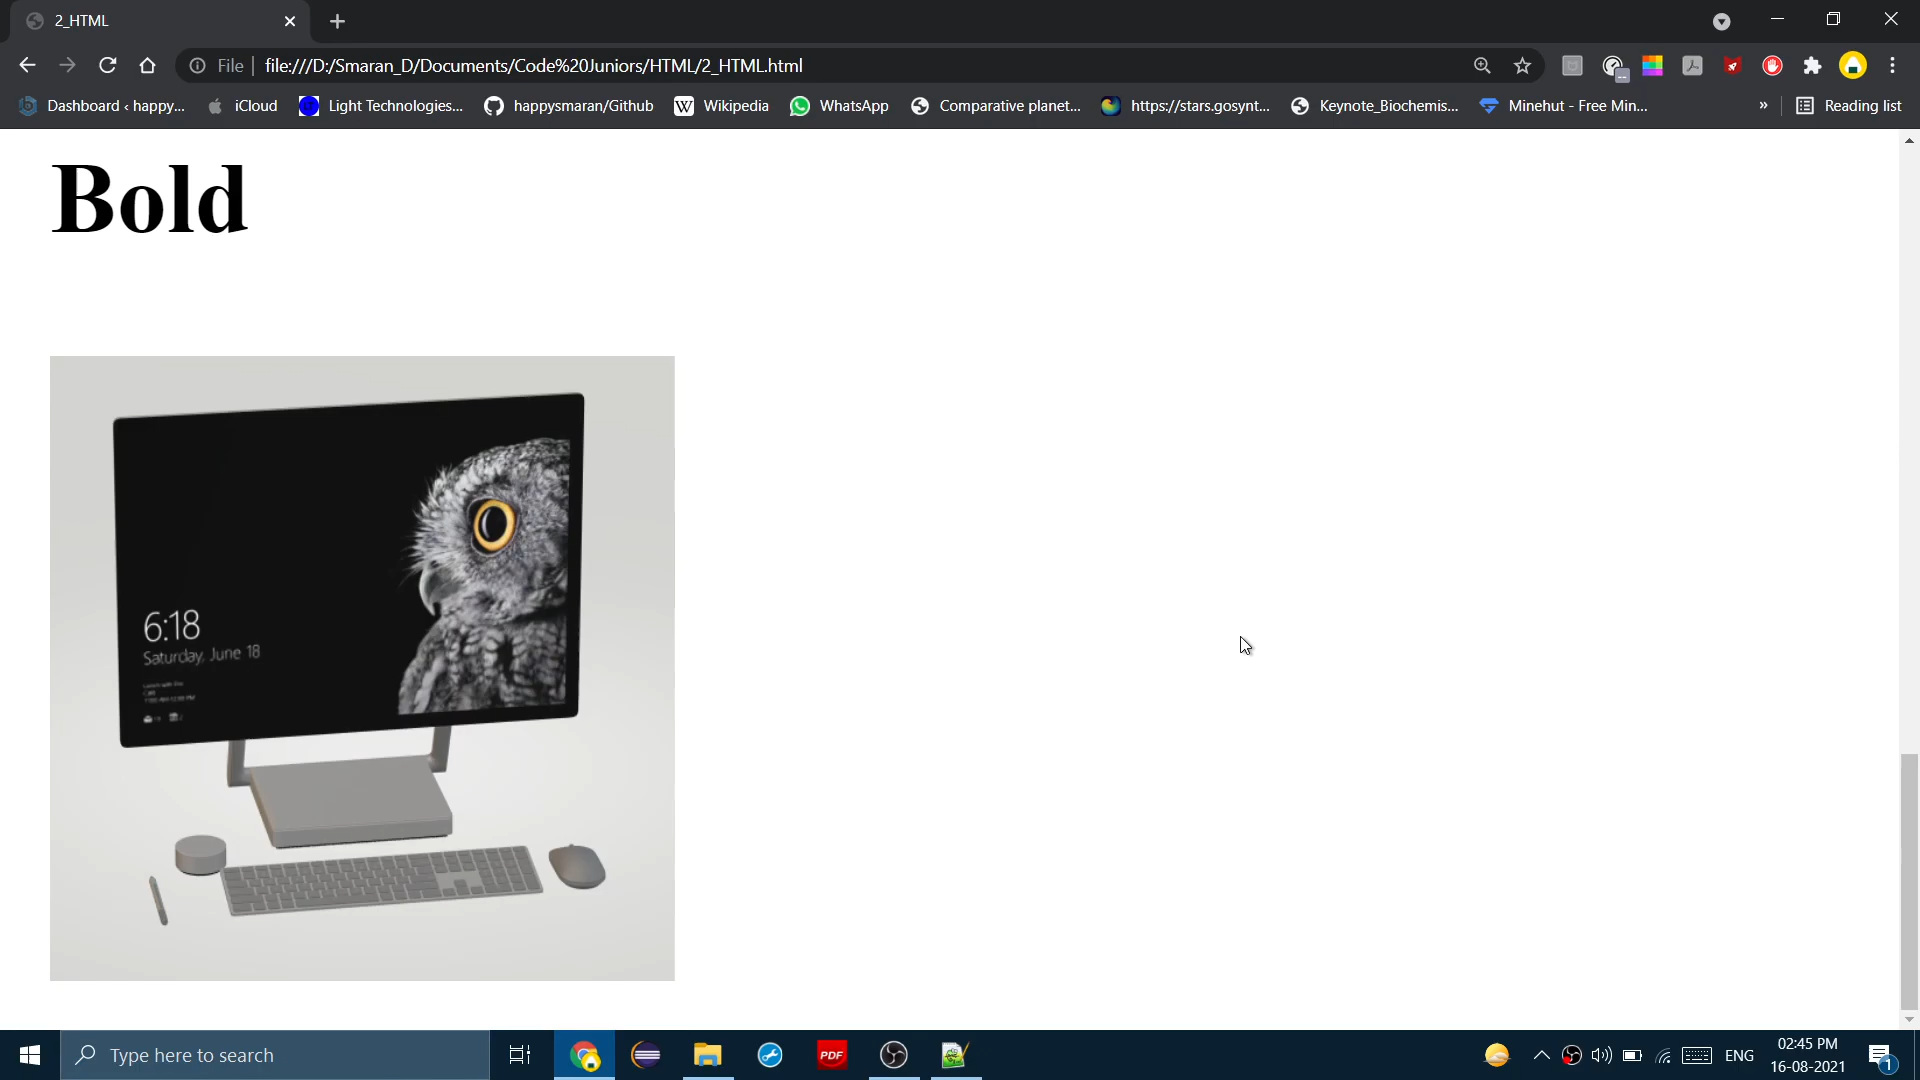 2_HTML
File file:///D:/Smaran_D/Documents/Code%20Juniors/HTML/2_HTML.html
Dashboard ‹ happy... iCloud Light Technologies... happysmaran/Github Wikipedia WhatsApp Comparative planet... https://stars.gosynt... Keynote_Biochemis... Minehut - Free Min... » Reading list
Bold
6:18
Saturday, June 18
Type here to search
PDF
ENG
02:45 PM
16-08-2021
1